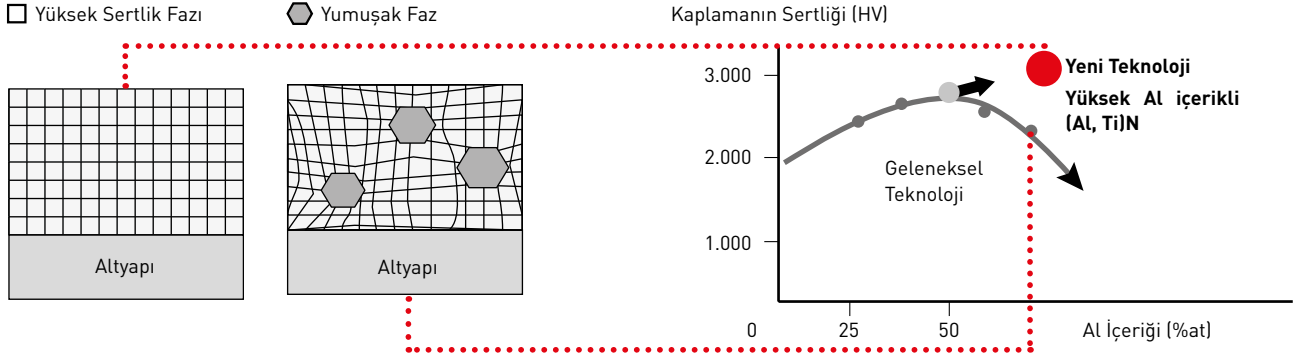 Yüksek Sertlik Fazı
Yumuşak Faz
Altyapı
Altyapı
Kaplamanın Sertliği (HV)
3.000
2.000
1.000
0
25
50
Al İçeriği (%at)
Geleneksel
Teknoloji
Yeni Teknoloji
Yüksek Al içerikli
(Al, Ti)N